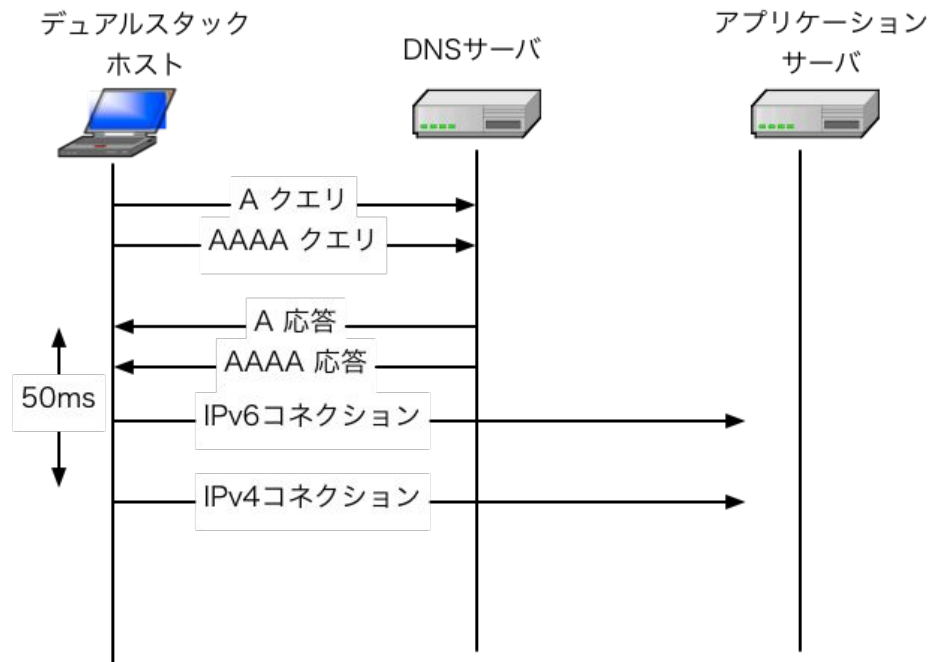 デュアルスタック
ホスト
DNSサーバ
アプリケーション
サーバ
A クエリ
AAAA クエリ
A 応答
AAAA 応答
50ms
IPv6コネクション
IPv4コネクション